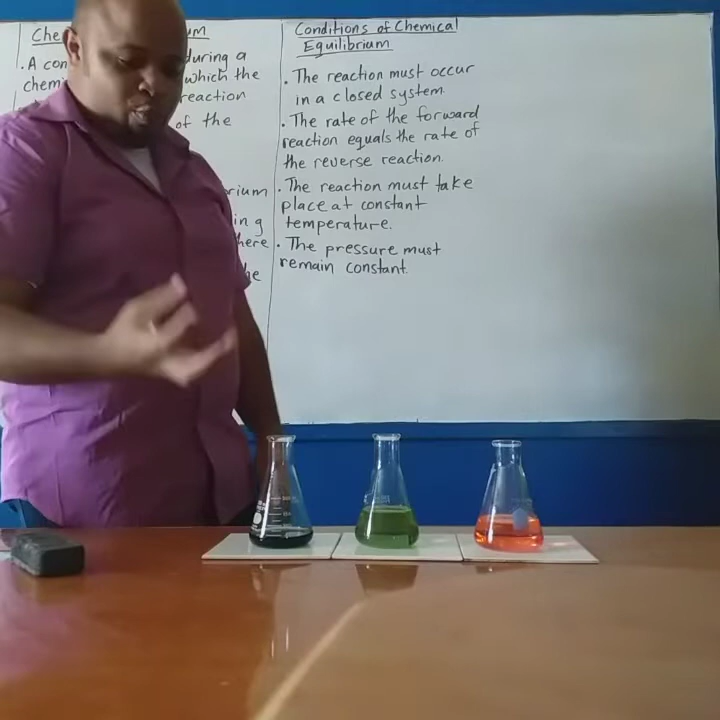 Che um
Conditions of Chemical
Equilibrium
. A con during a
chemi which the
reaction
of the
rium
ing
here
he
. The reaction must occur
in a closed system.
. The rate of the forward
reaction equals the rate of
the reverse reaction.
. The reaction must take
place at constant
temperature.
. The pressure must
remain constant.